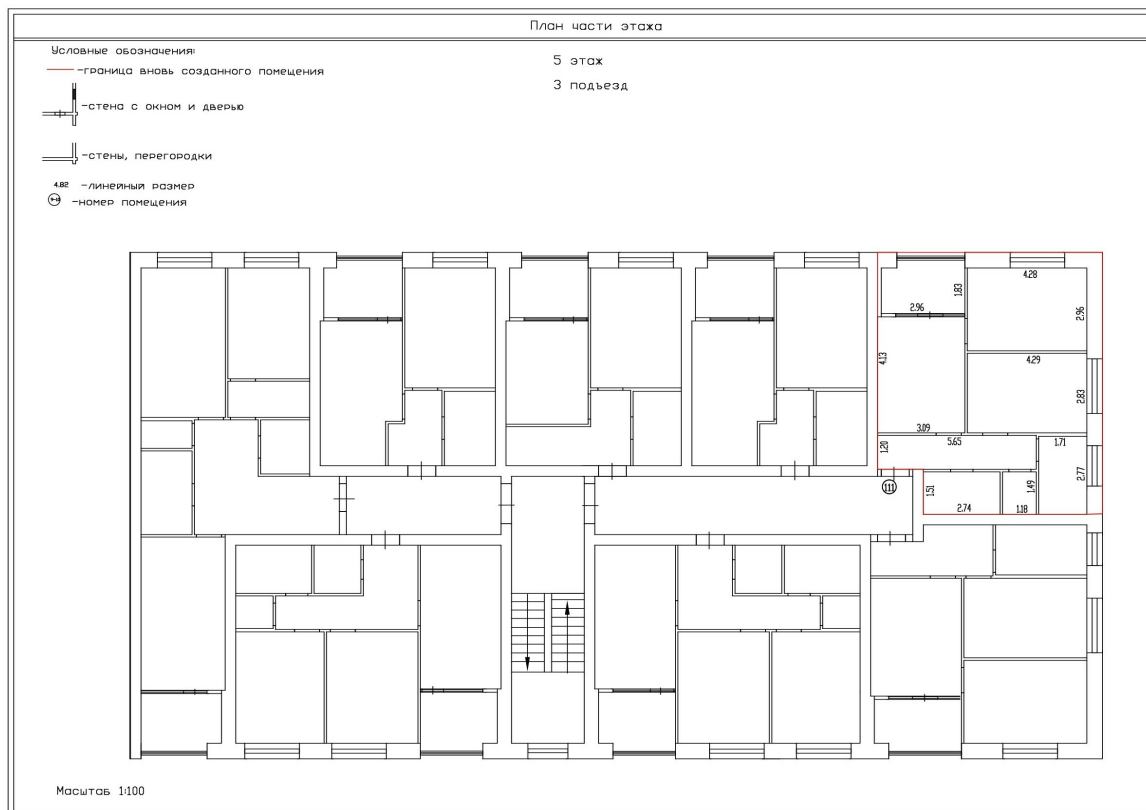 План части этажа
Условные обозначения:
5 этаж
-граница вновь созданного помещения
3 подъезд
-стена с окном и дверью
-стены, перегородки
4.82 -линейный размер
-номер помещения
4.28
1.83
2.96
2.96
4.13
4.29
2.83
3.09
1.20
5.65
1.71
2.77
111
1.51
1.49
2.74
1.18
Масштаб 1:100